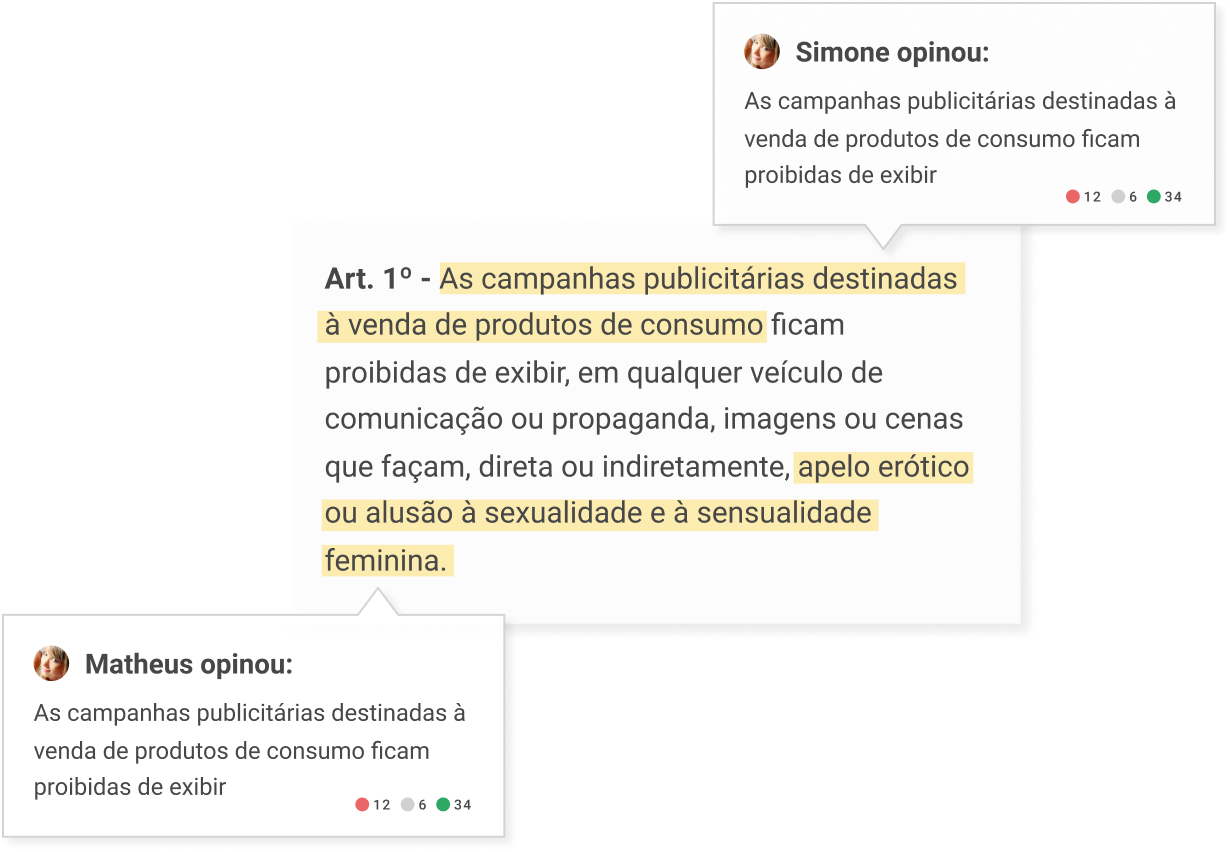 Simone opinou:
As campanhas publicitárias destinadas à
venda de produtos de consumo ficam
proibidas de exibir
12 6 34
Art. 1º - As campanhas publicitárias destinadas
à venda de produtos de consumo ficam
proibidas de exibir, em qualquer veículo de
comunicação ou propaganda, imagens ou cenas
que façam, direta ou indiretamente, apelo erótico
ou alusão à sexualidade e à sensualidade
feminina.
Matheus opinou:
As campanhas publicitárias destinadas à
venda de produtos de consumo ficam
proibidas de exibir
12 6 34